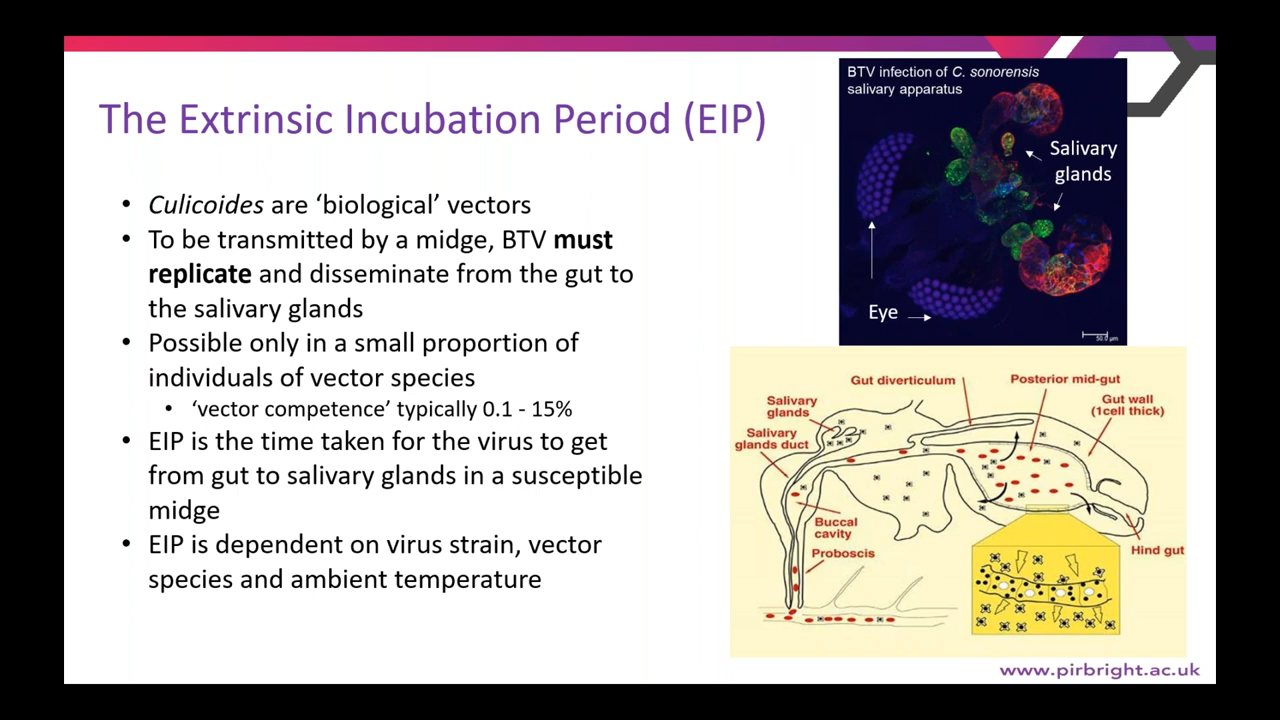 The Extrinsic Incubation Period (EIP)
• Culicoides are ‘biological’ vectors
• To be transmitted by a midge, BTV must
replicate and disseminate from the gut to
the salivary glands
• Possible only in a small proportion of
individuals of vector species
• ‘vector competence’ typically 0.1 - 15%
• EIP is the time taken for the virus to get
from gut to salivary glands in a susceptible
midge
• EIP is dependent on virus strain, vector
species and ambient temperature
BTV infection of C. sonorensis
salivary apparatus
Salivary
glands
Eye
50.0 µm
Gut diverticulum
Posterior mid-gut
Gut wall
(1cell thick)
Salivary
glands
Salivary
glands duct
Buccal
cavity
Proboscis
Hind gut
www.pirbright.ac.uk